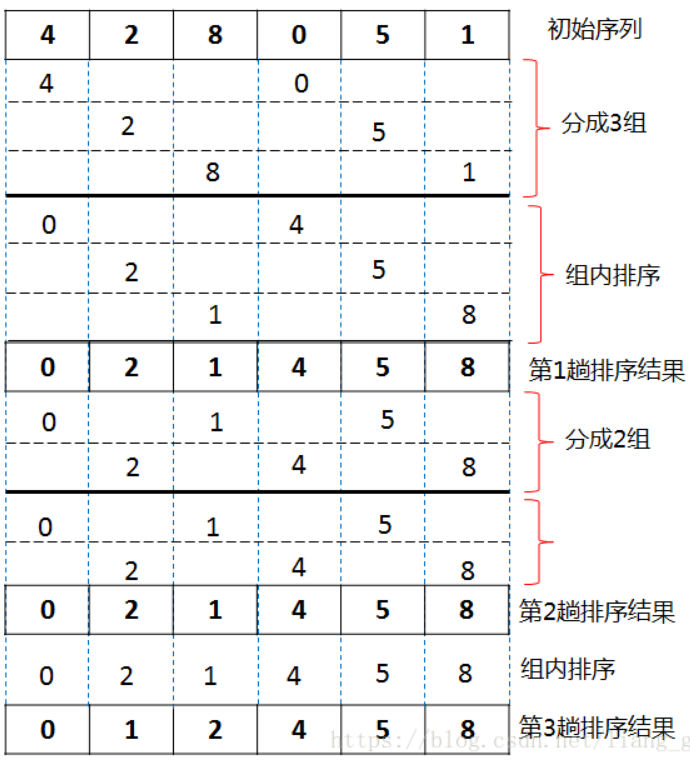 4 2 8 0 5 1 初始序列
4 0
2 5 分成3组
8 1
0 4
2 5 组内排序
1 8
0 2 1 4 5 8 第1趟排序结果
0 1 5
2 4 8 分成2组
0 1 5
2 4 8
0 2 1 4 5 8 第2趟排序结果
0 2 1 4 5 8 组内排序
0 1 2 4 5 8 第3趟排序结果
https://blog.csdn.net/liang_g